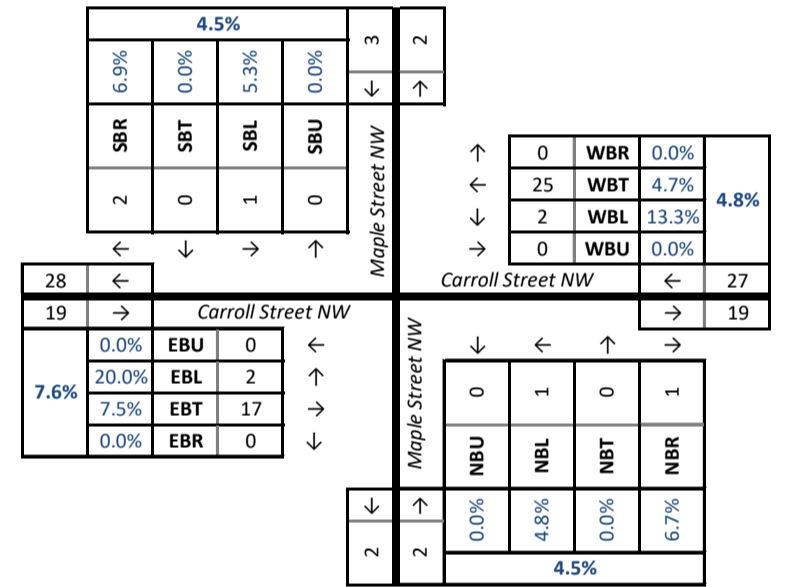 4.5%
3
2
6.9%
0.0%
5.3%
0.0%
↓
↑
SBR
SBT
SBL
SBU
2
0
1
0
←
↓
→
↑
Maple Street NW
↑ 0 WBR 0.0%
← 25 WBT 4.7%
↓ 2 WBL 13.3%
→ 0 WBU 0.0%
4.8%
28 ←
Carroll Street NW
← 27
19 →
Carroll Street NW
→ 19
7.6%
0.0% EBU 0 ←
20.0% EBL 2 ↑
7.5% EBT 17 →
0.0% EBR 0 ↓
Maple Street NW
↓
←
↑
→
0
1
0
1
NBU
NBL
NBT
NBR
↓
↑
0.0%
4.8%
0.0%
6.7%
2
2
4.5%